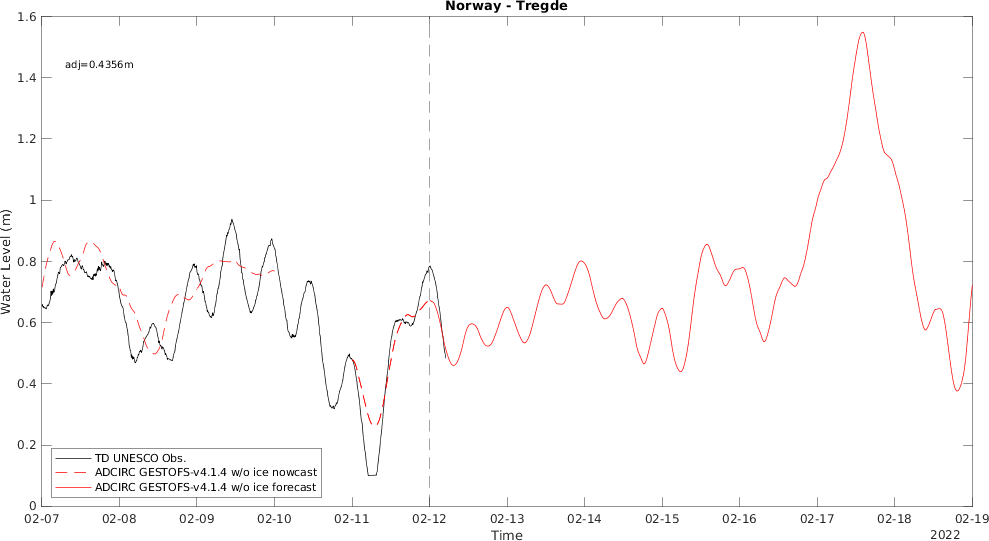 Norway - Tregde
1.6
1.4
1.2
1
0.8
0.6
0.4
0.2
0
Water Level (m)
adj=0.4356m
TD UNESCO Obs.
ADCIRC GESTOFS-v4.1.4 w/o ice nowcast
ADCIRC GESTOFS-v4.1.4 w/o ice forecast
02-07 02-08 02-09 02-10 02-11 02-12 02-13 02-14 02-15 02-16 02-17 02-18 02-19
Time
2022